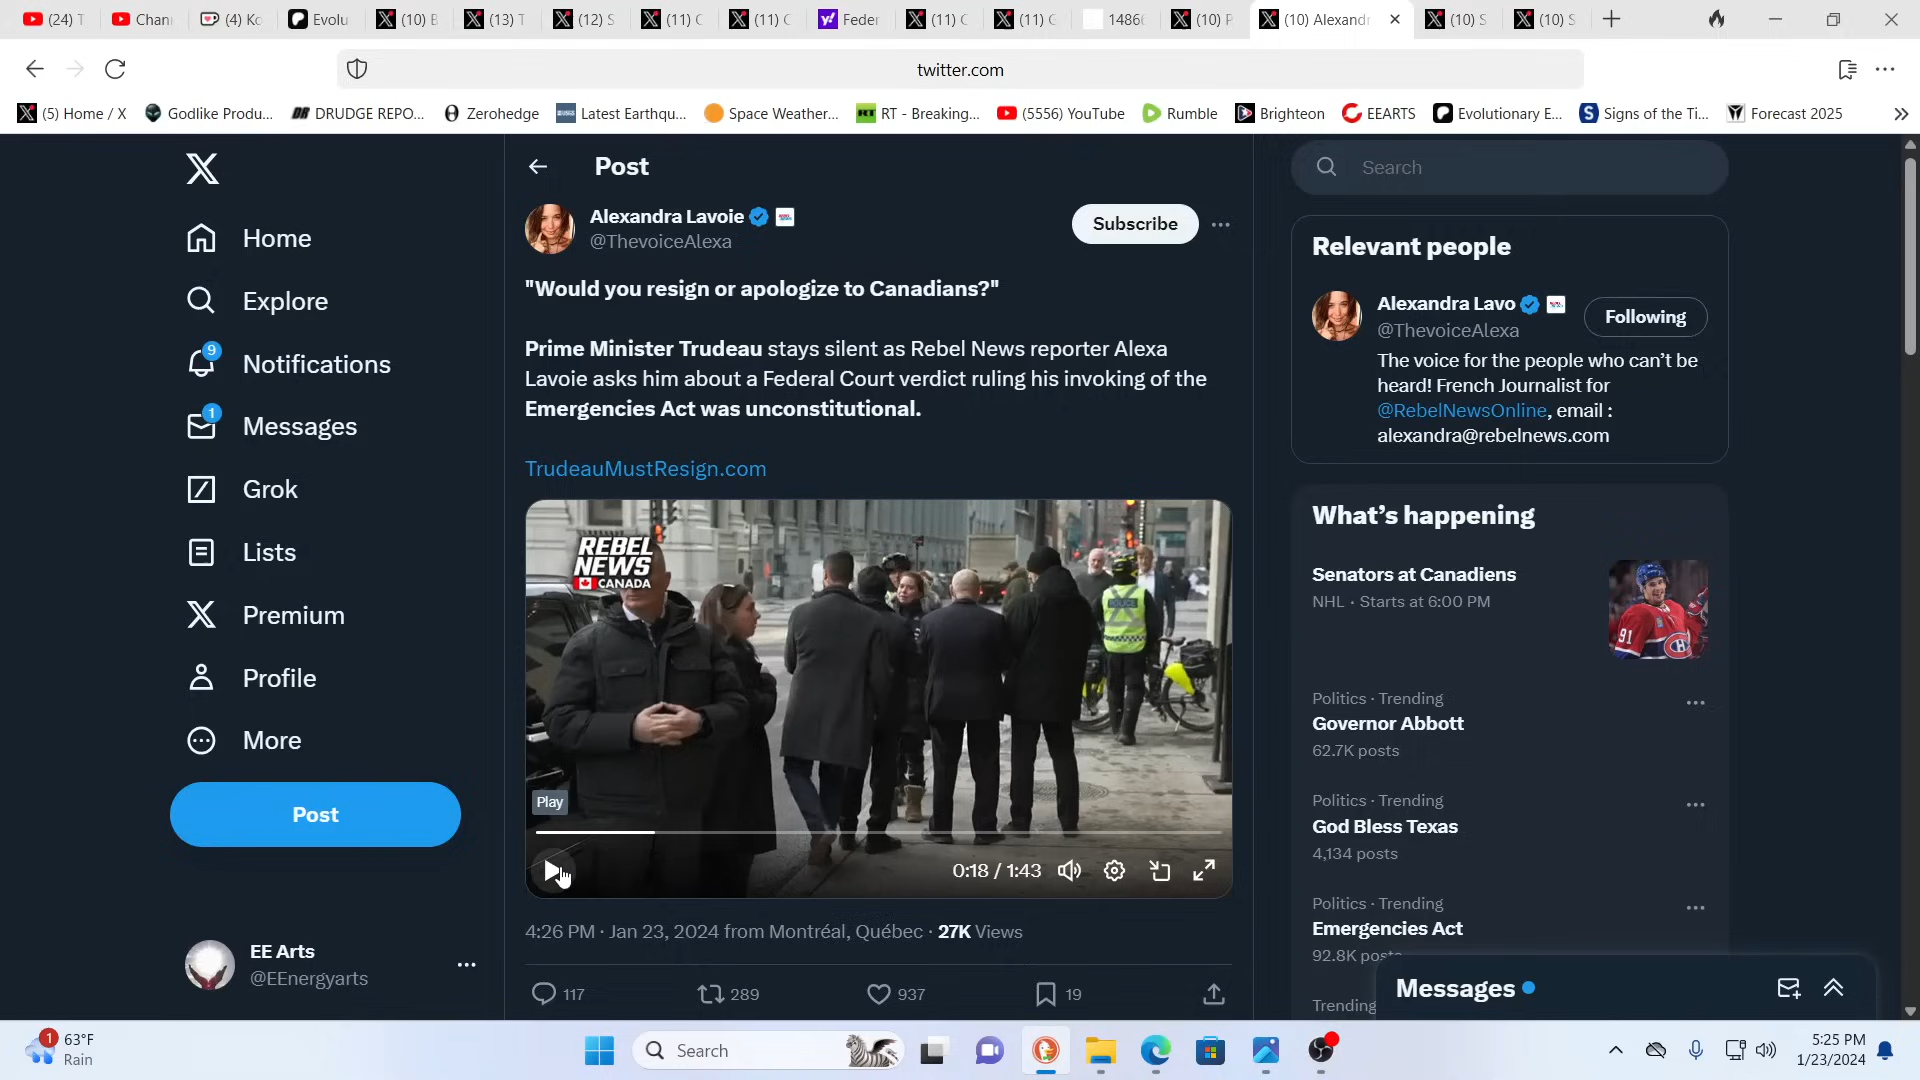 (24) T
Chan
(4) Ko
Evolu
(10) B
(13) T
(12) S
(11) C
(11) C
Feder
(11) C
(11) C
1486
(10) P
(10) Alexand
(10) S
(10) S
twitter.com
(5) Home / X
Godlike Produ...
DRUDGE REPO...
Zerohedge
Latest Earthqu...
Space Weather...
RT - Breaking...
(5556) YouTube
Rumble
Brighteon
EEARTS
Evolutionary E...
Signs of the Ti...
Forecast 2025
Home
Explore
9
Notifications
1
Messages
Grok
Lists
Premium
Profile
More
Post
EE Arts
@EEnergyarts
Post
Alexandra Lavoie
@ThevoiceAlexa
Subscribe
"Would you resign or apologize to Canadians?"
Prime Minister Trudeau stays silent as Rebel News reporter Alexa
Lavoie asks him about a Federal Court verdict ruling his invoking of the
Emergencies Act was unconstitutional.
TrudeauMustResign.com
REBEL
NEWS
CANADA
POLICE
Play
0:18 / 1:43
4:26 PM · Jan 23, 2024 from Montréal, Québec · 27K Views
117
289
937
19
Search
Relevant people
Alexandra Lavo
@ThevoiceAlexa
Following
The voice for the people who can't be
heard! French Journalist for
@RebelNewsOnline, email :
alexandra@rebelnews.com
What's happening
Senators at Canadiens
NHL · Starts at 6:00 PM
91
Politics · Trending
Governor Abbott
62.7K posts
Politics · Trending
God Bless Texas
4,134 posts
Politics · Trending
Emergencies Act
92.8K posts
Trending
Messages
1
63°F
Rain
Search
5:25 PM
1/23/2024